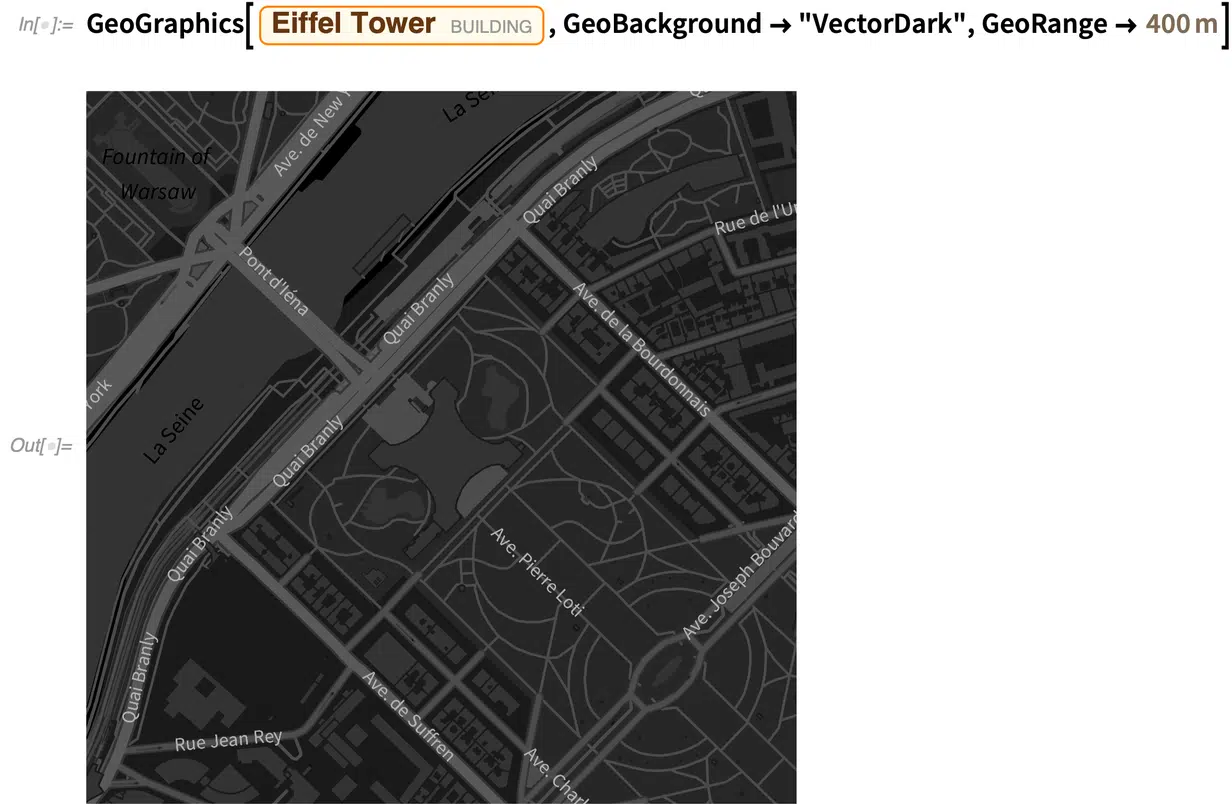 In[•]:= GeoGraphics[ Eiffel Tower BUILDING , GeoBackground → "VectorDark", GeoRange → 400 m ]
Out[•]=
Ave. de New Y
La Sei
Q
Fountain of
Warsaw
Quai Branly
Rue de l'Un
Pont d'Iéna
Quai Branly
Ave. de la Bourdonnais
York
La Seine
Quai Branly
Quai Branly
Ave. Pierre Loti
Ave. Joseph Bouvard
Quai Branly
Ave. de Suffren
Rue Jean Rey
Ave. Charl